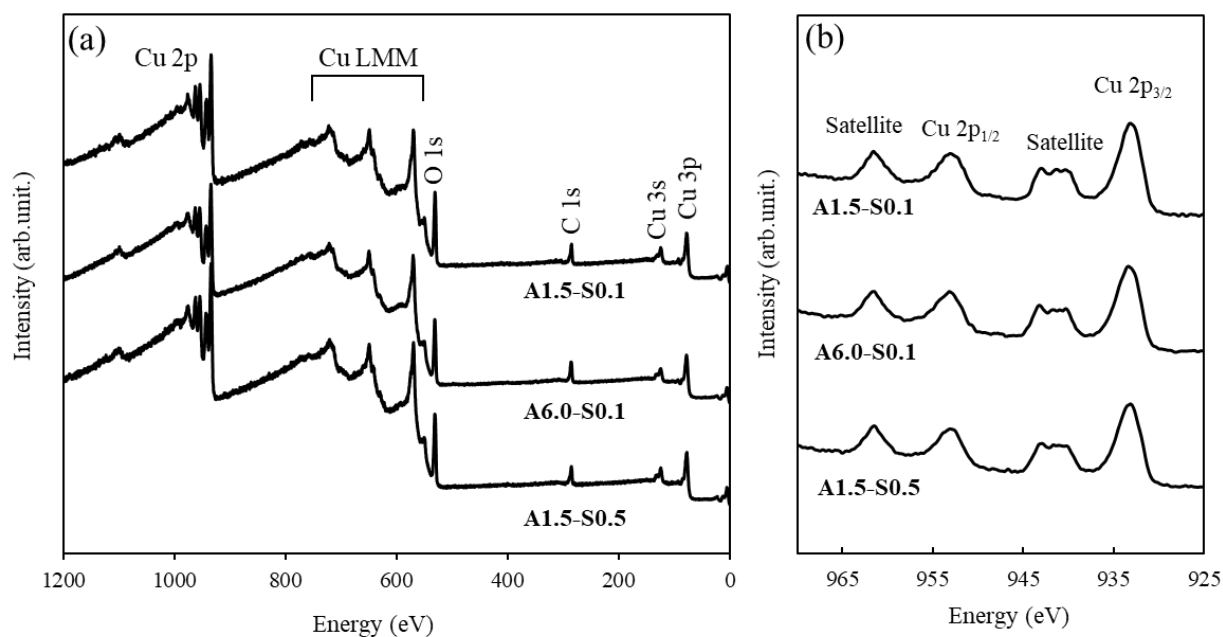 (a)
Cu 2p
Cu LMM
O 1s
C 1s
Cu 3s
Cu 3p
A1.5-S0.1
A6.0-S0.1
A1.5-S0.5
Intensity (arb.unit.)
1200 1000 800 600 400 200 0
Energy (eV)
(b)
Cu 2p3/2
Satellite
Cu 2p1/2
Satellite
A1.5-S0.1
A6.0-S0.1
A1.5-S0.5
Intensity (arb.unit.)
965 955 945 935 925
Energy (eV)